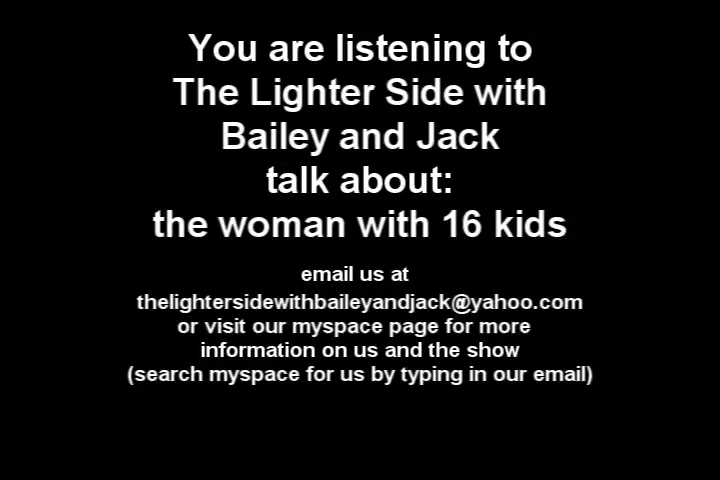 You are listening to
The Lighter Side with
Bailey and Jack
talk about:
the woman with 16 kids
email us at
thelightersidewithbaileyandjack@yahoo.com
or visit our myspace page for more
information on us and the show
(search myspace for us by typing in our email)